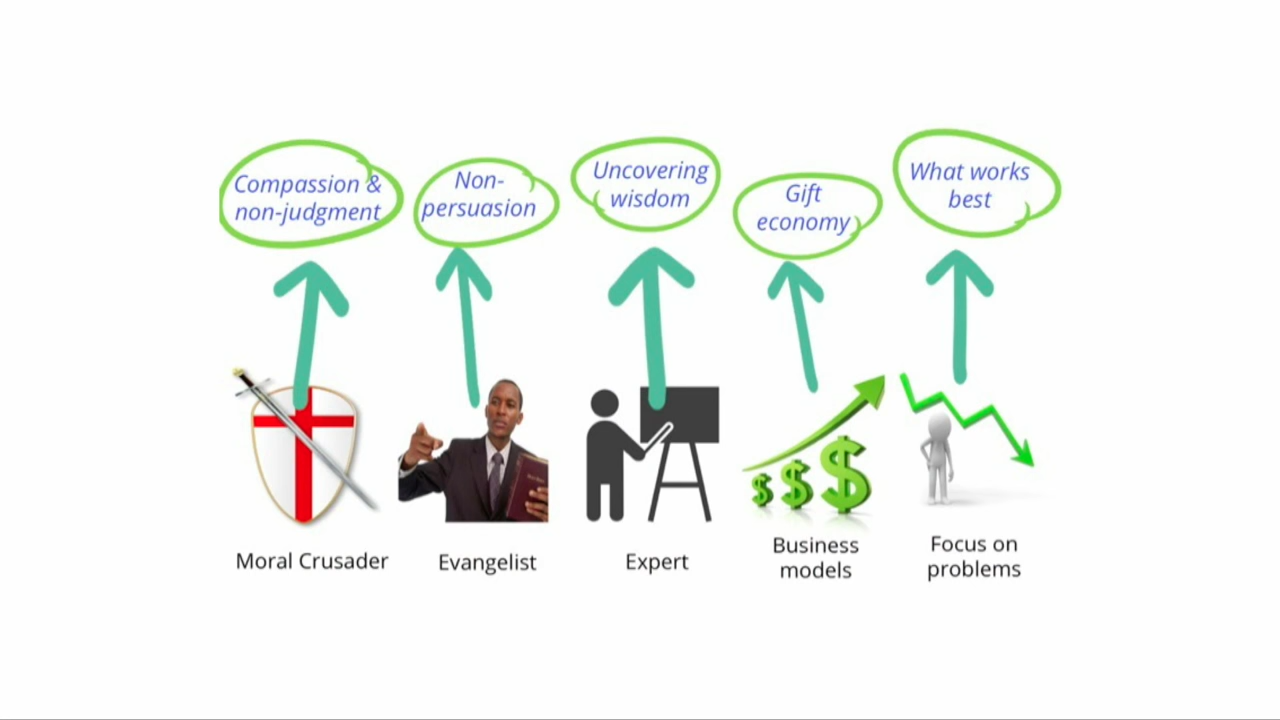 Compassion &
non-judgment
Non-
persuasion
Uncovering
wisdom
Gift
economy
What works
best
Moral Crusader
Evangelist
Expert
Business
models
Focus on
problems
$ $ $